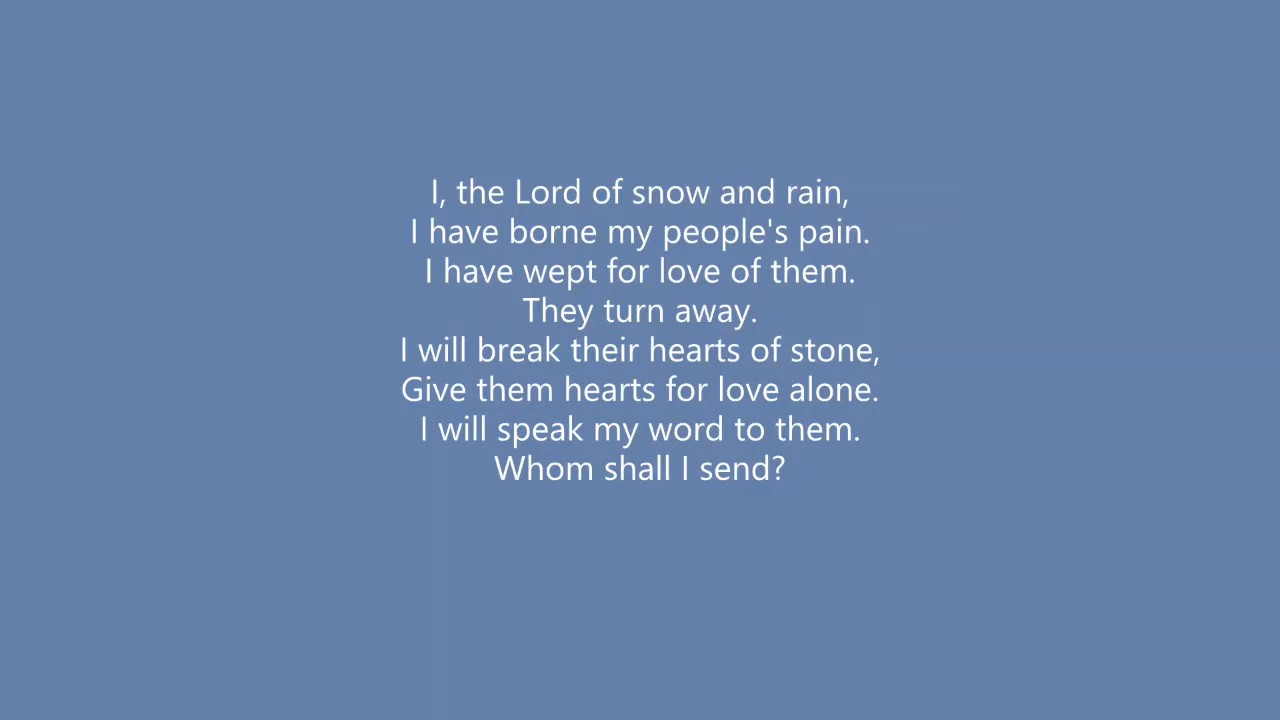 I, the Lord of snow and rain,
I have borne my people's pain.
I have wept for love of them.
They turn away.
I will break their hearts of stone,
Give them hearts for love alone.
I will speak my word to them.
Whom shall I send?